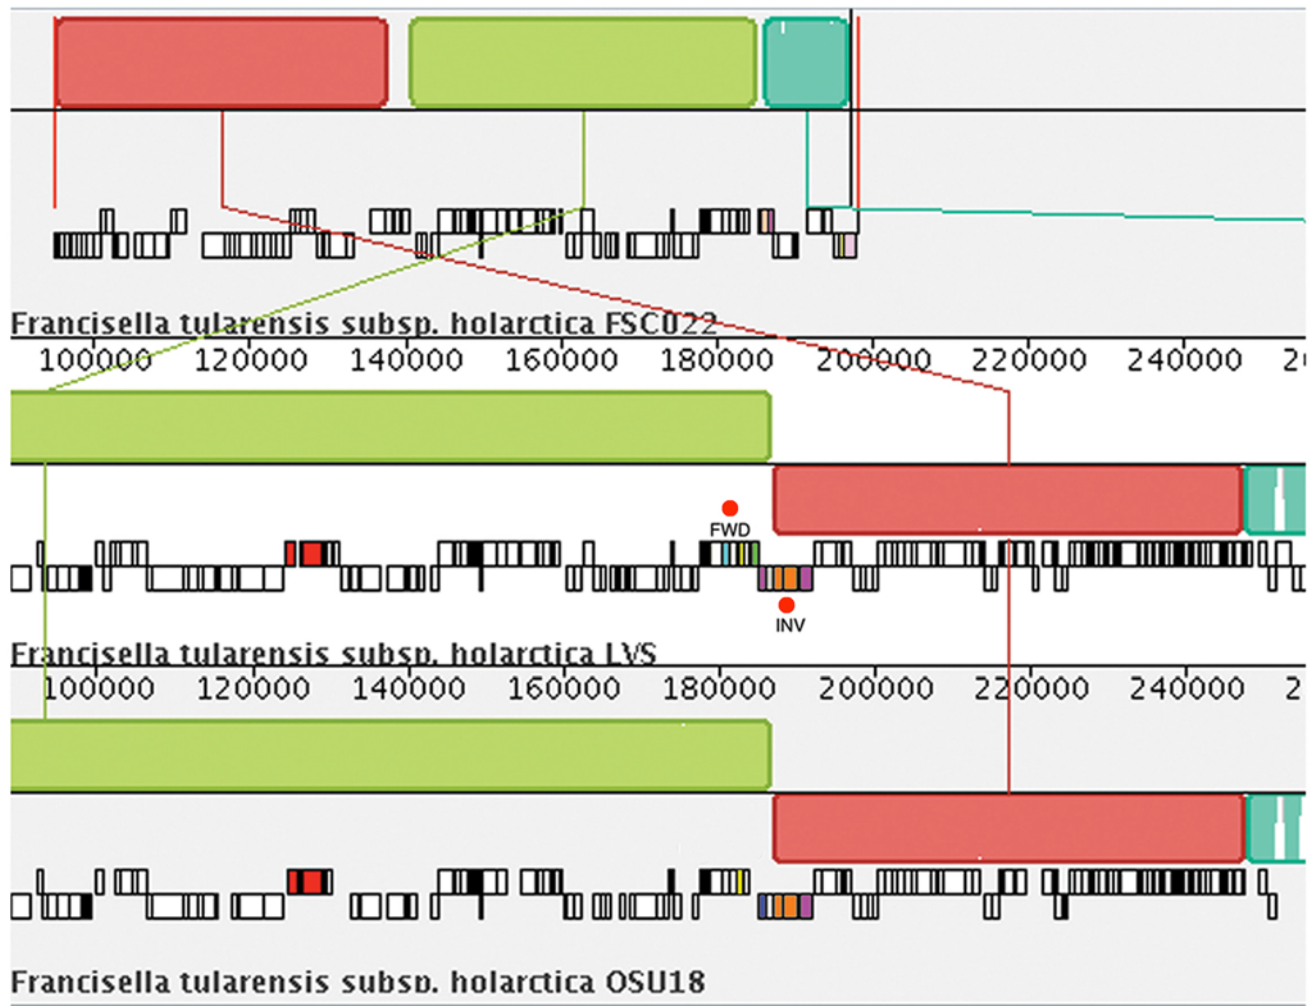 Francisella tularensis subsp. holarctica FSC022
100000 120000 140000 160000 180000 200000 220000 240000
FWD
INV
Francisella tularensis subsp. holarctica LVS
100000 120000 140000 160000 180000 200000 220000 240000 2
Francisella tularensis subsp. holarctica OSU18